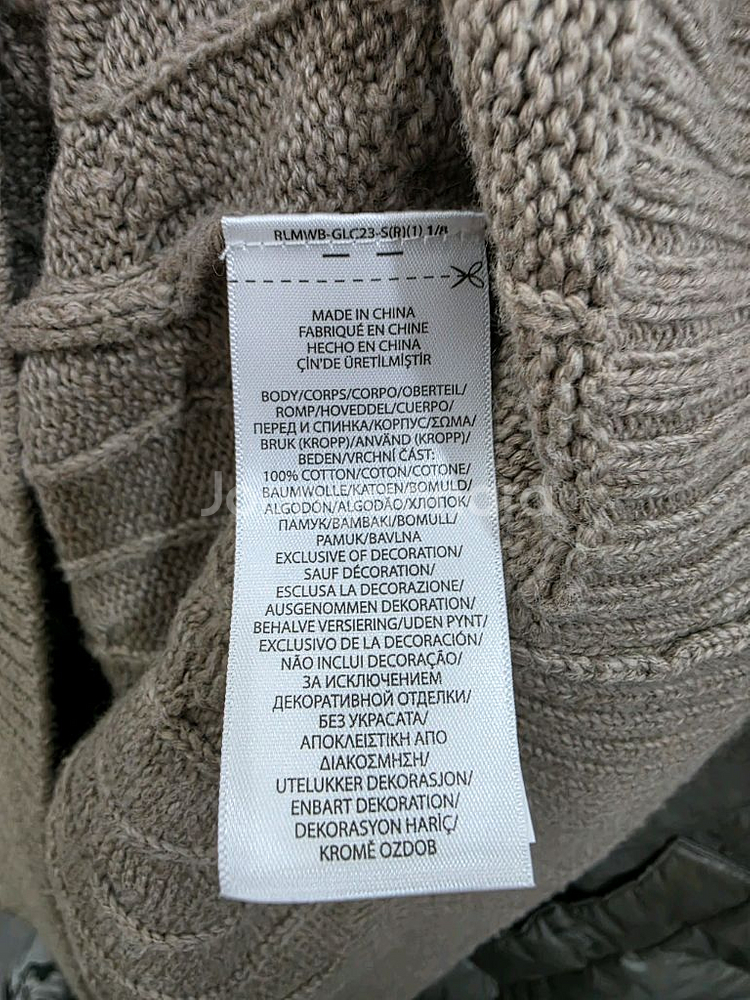 RLMWB-GLC23-S(R)(1) 1/8
MADE IN CHINA
FABRIQUÉ EN CHINE
HECHO EN CHINA
ÇİN'DE ÜRETİLMİŞTİR
BODY/CORPS/CORPO/OBERTEIL/
ROMP/HOVEDDEL/CUERPO/
ПЕРЕД И СПИНКА/КОРПУС/ΣΩΜΑ/
BRUK (KROPP)/ANVÄND (KROPP)/
BEDEN/VRCHNÍ ČÁST:
100% COTTON/COTON/COTONE/
BAUMWOLLE/KATOEN/BOMULD/
ALGODÓN/ALGODÃO/ХЛОПОК/
ПАМУК/ΒΑΜΒΑΚΙ/BOMULL/
PAMUK/BAVLNA
EXCLUSIVE OF DECORATION/
SAUF DÉCORATION/
ESCLUSA LA DECORAZIONE/
AUSGENOMMEN DEKORATION/
BEHALVE VERSIERING/UDEN PYNT/
EXCLUSIVO DE LA DECORACIÓN/
NÃO INCLUI DECORAÇÃO/
ЗА ИСКЛЮЧЕНИЕМ
ДЕКОРАТИВНОЙ ОТДЕЛКИ/
БЕЗ УКРАСАТА/
ΑΠΟΚΛΕΙΣΤΙΚΗ ΑΠΟ
ΔΙΑΚΟΣΜΗΣΗ/
UTELUKKER DEKORASJON/
ENBART DEKORATION/
DEKORASYON HARİÇ/
KROMĚ OZDOB